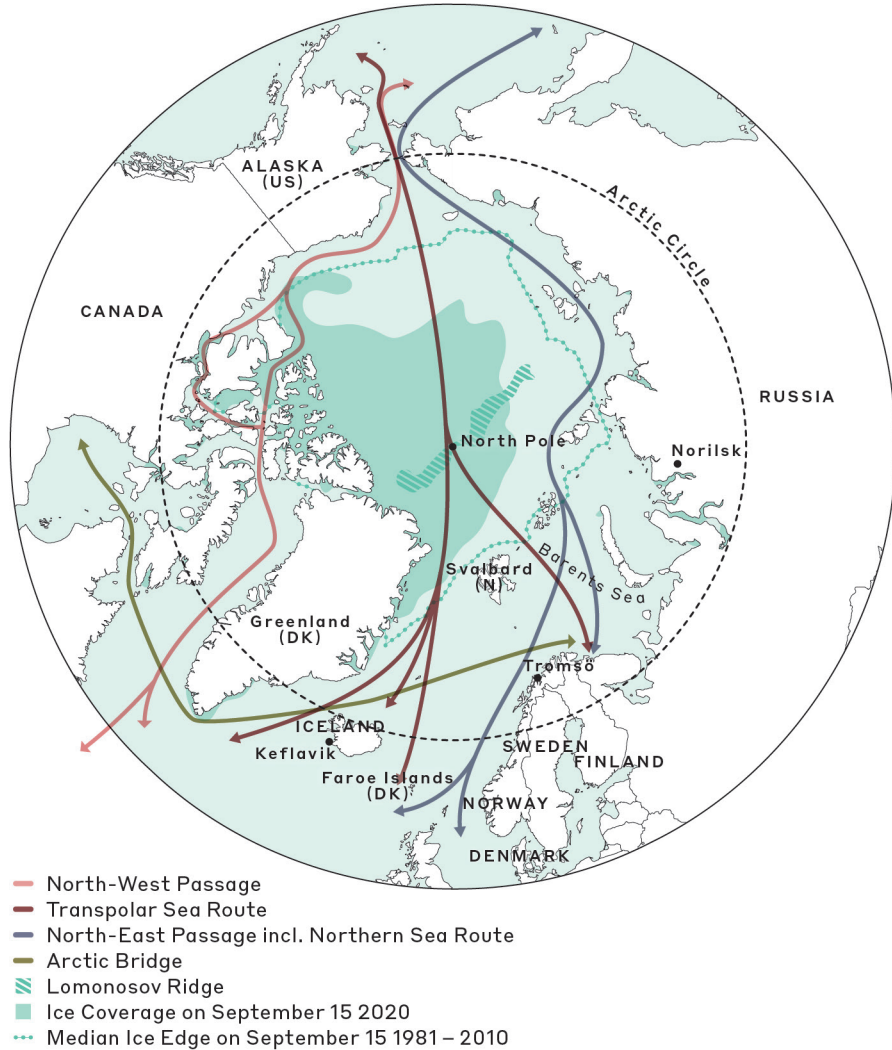 ALASKA
(US)
Arctic Circle
CANADA
RUSSIA
North Pole
Norilsk
Barents Sea
Svalbard
(N)
Greenland
(DK)
Tromsö
ICELAND
Keflavik
SWEDEN
FINLAND
Faroe Islands
(DK)
NORWAY
DENMARK
North-West Passage
Transpolar Sea Route
North-East Passage incl. Northern Sea Route
Arctic Bridge
Lomonosov Ridge
Ice Coverage on September 15 2020
Median Ice Edge on September 15 1981 – 2010